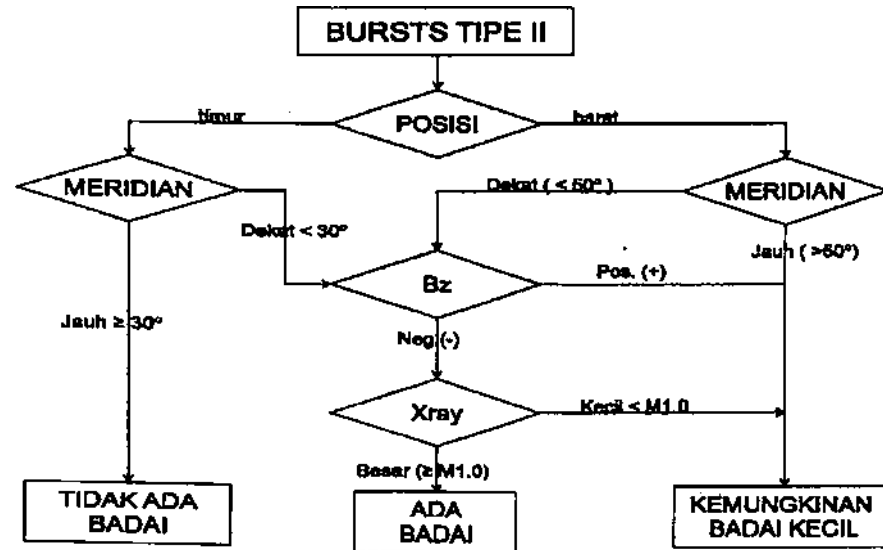 BURSTS TIPE II
timur
POSISI
barat
MERIDIAN
Dekat ( < 50° )
MERIDIAN
Dekat < 30°
Jauh ( >50°)
Bz
Pos. (+)
Jauh ≥ 30°
Neg (-)
Xray
Kecil < M1.0
Besar (≥ M1.0)
TIDAK ADA
BADAI
ADA
BADAI
KEMUNGKINAN
BADAI KECIL